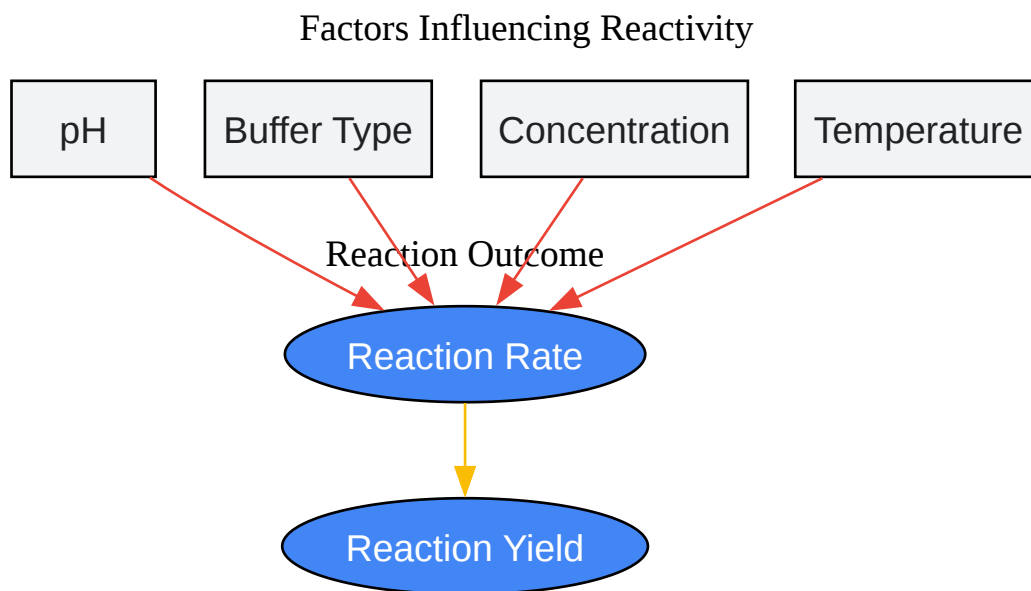 Factors Influencing Reactivity
pH
Buffer Type
Concentration
Temperature
Reaction Outcome
Reaction Rate
Reaction Yield